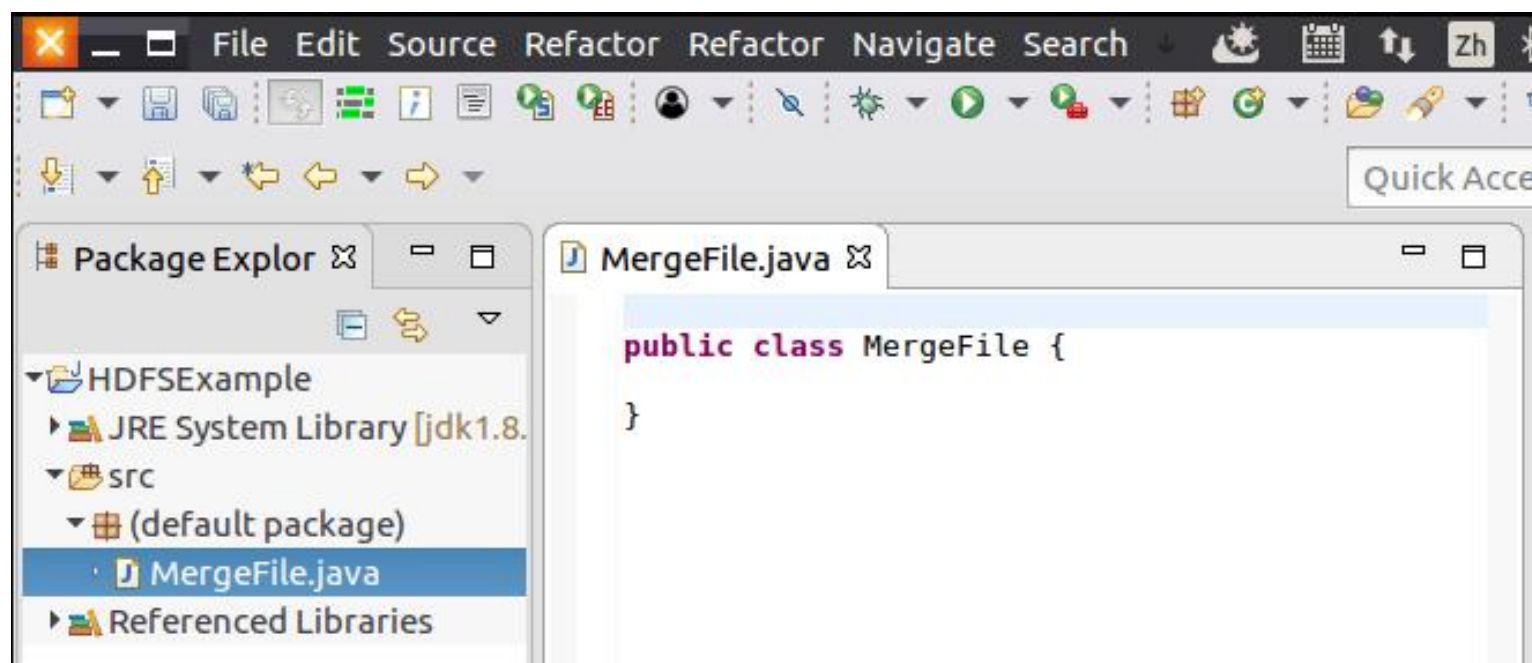 File Edit Source Refactor Refactor Navigate Search Zh
Quick Acce
Package Explor
MergeFile.java
HDFSExample
JRE System Library [jdk1.8.
src
(default package)
MergeFile.java
Referenced Libraries
public class MergeFile {
}